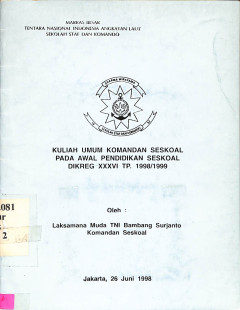 MARKAS BESAR
TENTARA NASIONAL INDONESIA ANGKATAN LAUT
SEKOLAH STAF DAN KOMANDO
KULIAH UMUM KOMANDAN SESKOAL
PADA AWAL PENDIDIKAN SESKOAL
DIKREG XXXVI TP. 1998/1999
Oleh :
Laksamana Muda TNI Bambang Surjanto
Komandan Seskoal
.081
ur
2
Jakarta, 26 Juni 1998